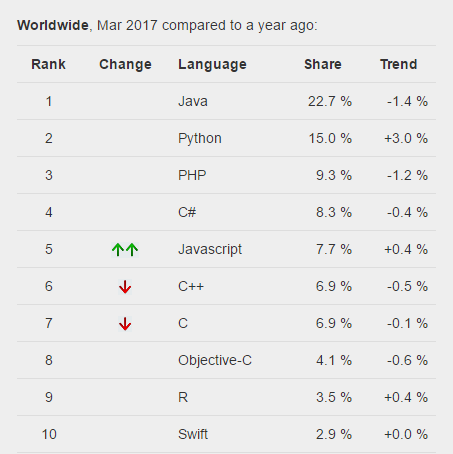 Worldwide, Mar 2017 compared to a year ago:
Rank Change Language Share Trend
1 Java 22.7 % -1.4 %
2 Python 15.0 % +3.0 %
3 PHP 9.3 % -1.2 %
4 C# 8.3 % -0.4 %
5 ↑↑ Javascript 7.7 % +0.4 %
6 ↓ C++ 6.9 % -0.5 %
7 ↓ C 6.9 % -0.1 %
8 Objective-C 4.1 % -0.6 %
9 R 3.5 % +0.4 %
10 Swift 2.9 % +0.0 %